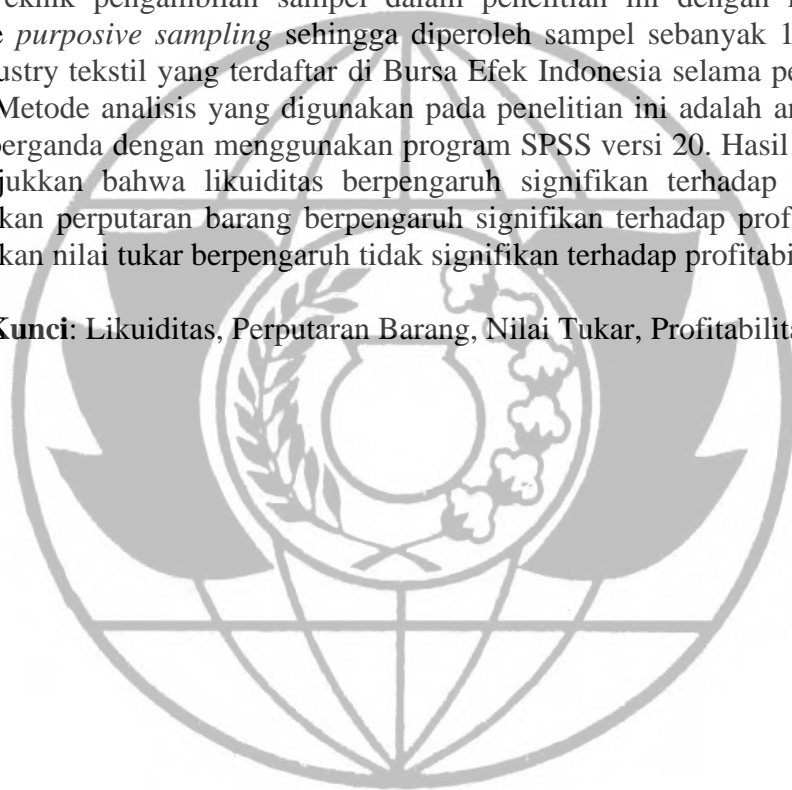 Teknik pengambilan sampel dalam penelitian ini dengan
purposive sampling sehingga diperoleh sampel sebanyak 1
ustry tekstil yang terdaftar di Bursa Efek Indonesia selama pe
Metode analisis yang digunakan pada penelitian ini adalah an
berganda dengan menggunakan program SPSS versi 20. Hasil
jukkan bahwa likuiditas berpengaruh signifikan terhadap
kan perputaran barang berpengaruh signifikan terhadap prof
kan nilai tukar berpengaruh tidak signifikan terhadap profitabi
Kunci: Likuiditas, Perputaran Barang, Nilai Tukar, Profitabilita